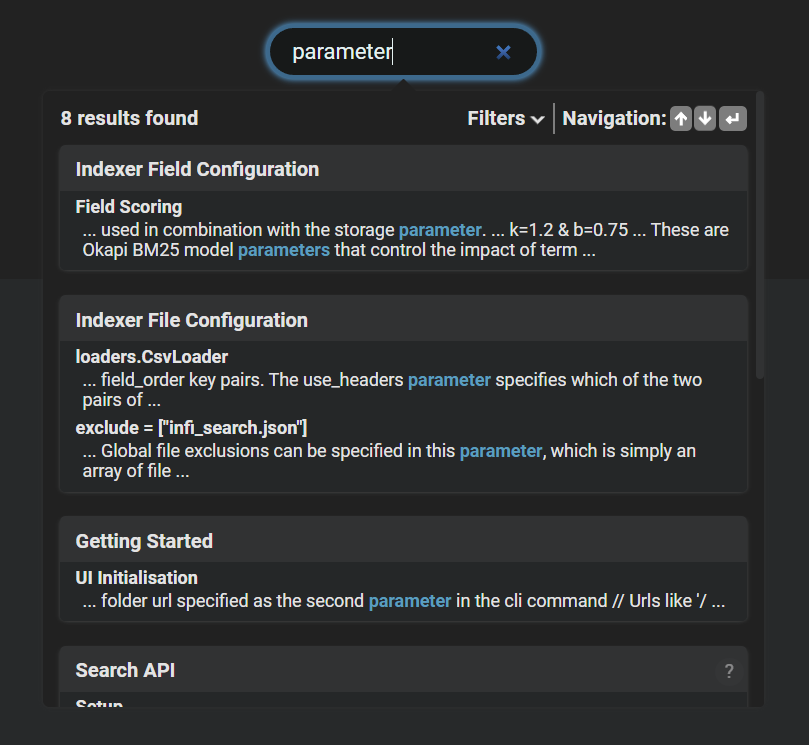 parameter
8 results found Filters Navigation:
Indexer Field Configuration
Field Scoring
... used in combination with the storage parameter. ... k=1.2 & b=0.75 ... These are
Okapi BM25 model parameters that control the impact of term ...
Indexer File Configuration
loaders.CsvLoader
... field_order key pairs. The use_headers parameter specifies which of the two
pairs of ...
exclude = ["infi_search.json"]
... Global file exclusions can be specified in this parameter, which is simply an
array of file ...
Getting Started
UI Initialisation
... folder url specified as the second parameter in the cli command // Urls like '/ ...
Search API ?
Setup